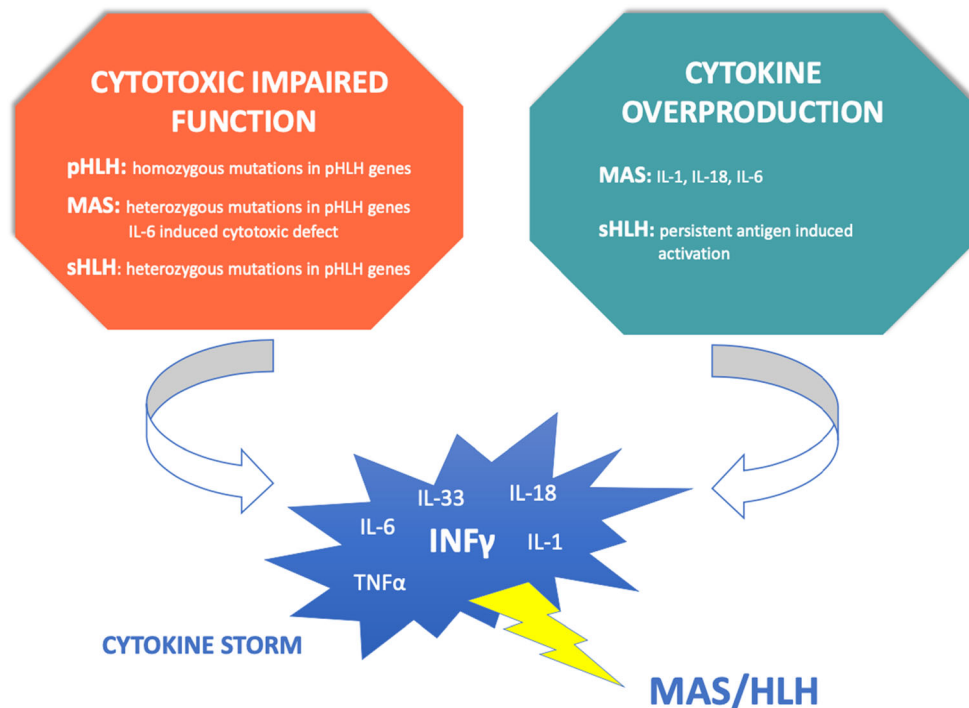 CYTOTOXIC IMPAIRED
FUNCTION
pHLH: homozygous mutations in pHLH genes
MAS: heterozygous mutations in pHLH genes
IL-6 induced cytotoxic defect
sHLH: heterozygous mutations in pHLH genes
CYTOKINE
OVERPRODUCTION
MAS: IL-1, IL-18, IL-6
sHLH: persistent antigen induced
activation
IL-33
IL-18
IL-6
INFγ
IL-1
TNFα
CYTOKINE STORM
MAS/HLH